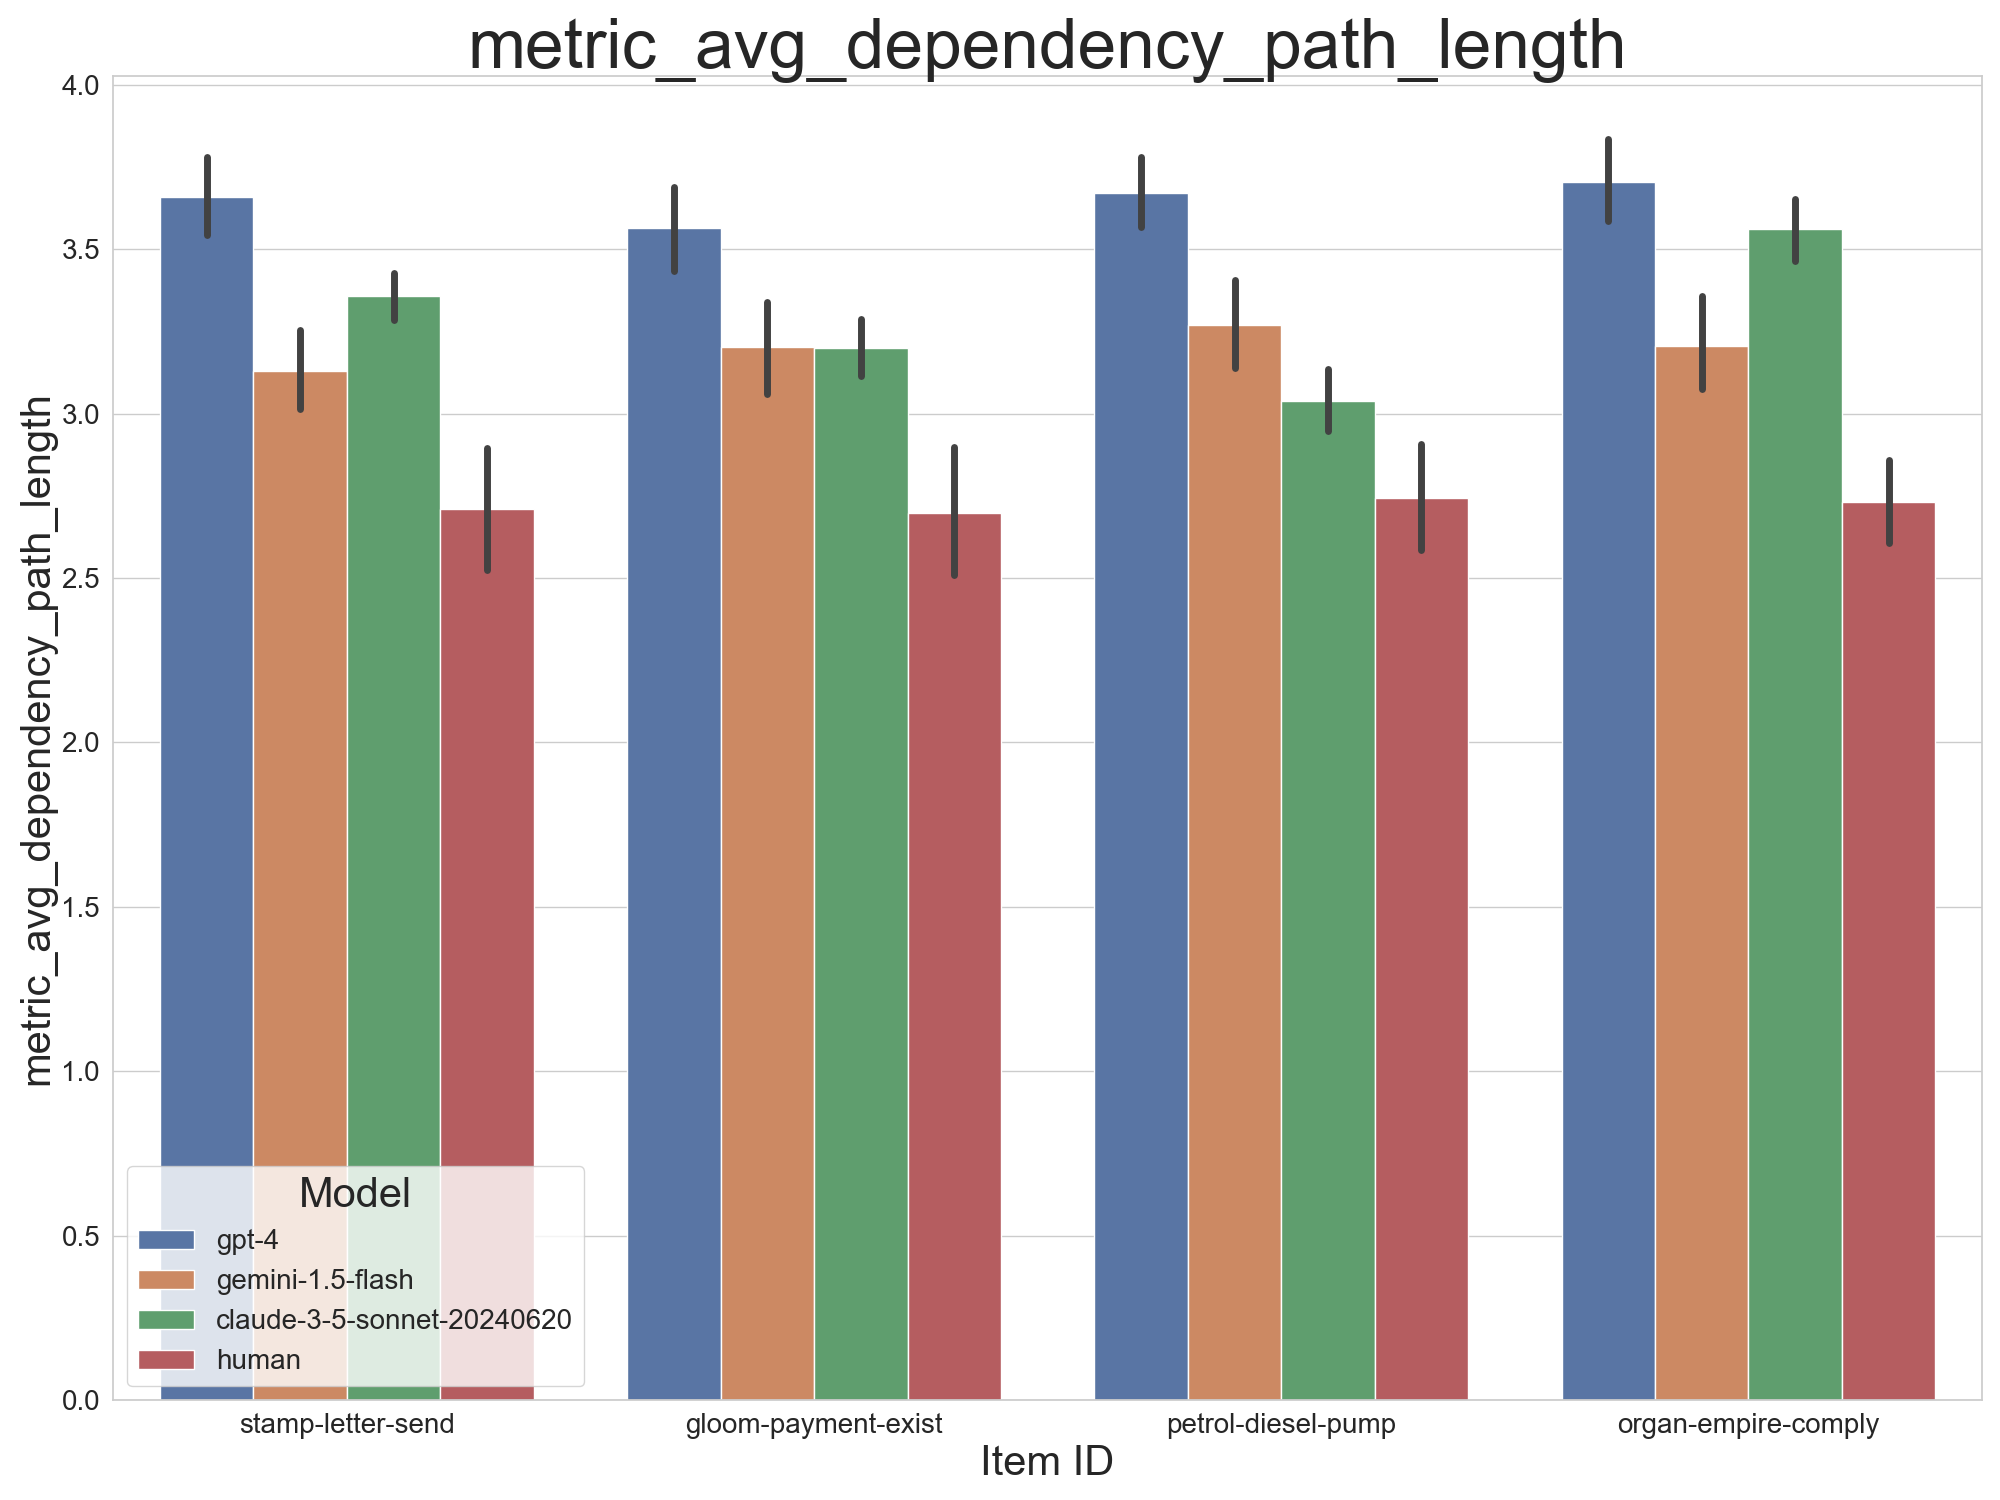 metric_avg_dependency_path_length
metric_avg_dependency_path_length
4.0
3.5
3.0
2.5
2.0
1.5
1.0
0.5
0.0
Model
gpt-4
gemini-1.5-flash
claude-3-5-sonnet-20240620
human
stamp-letter-send
gloom-payment-exist
petrol-diesel-pump
organ-empire-comply
Item ID